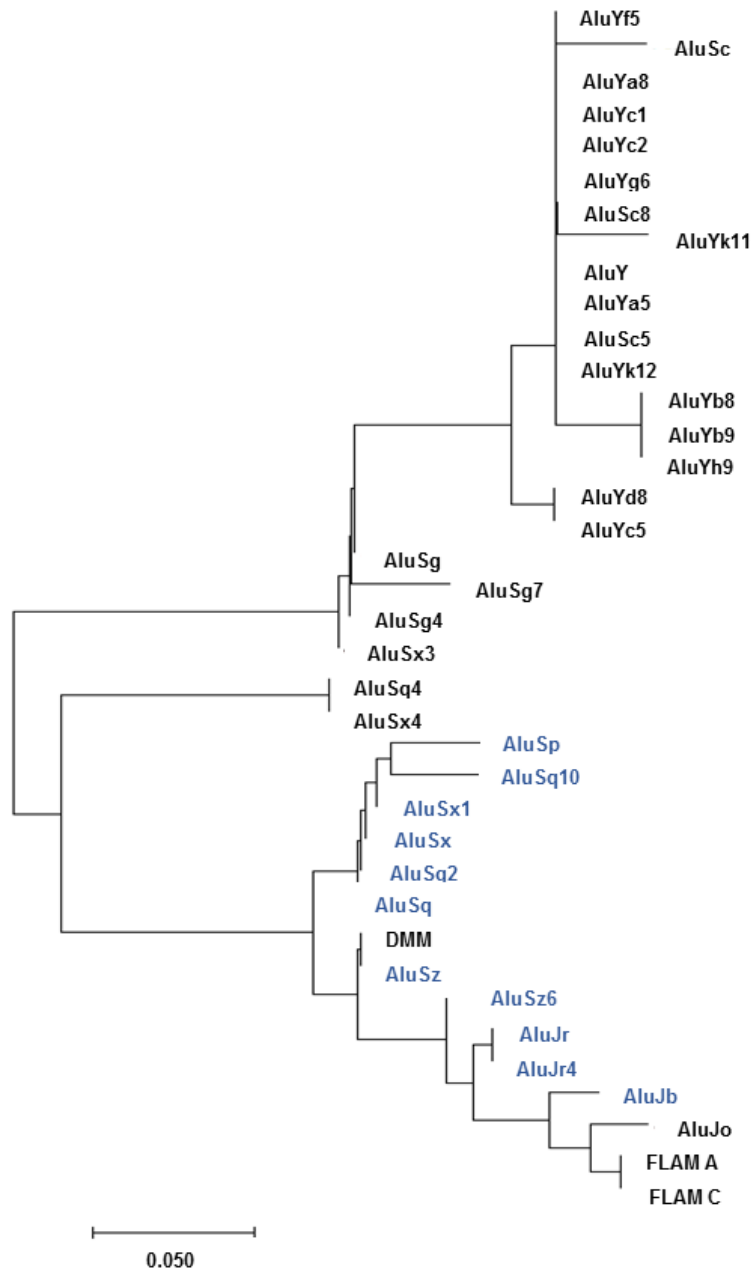 AluYf5
AluSc
AluYa8
AluYc1
AluYc2
AluYg6
AluSc8
AluYk11
AluY
AluYa5
AluSc5
AluYk12
AluYb8
AluYb9
AluYh9
AluYd8
AluYc5
AluSg
AluSg7
AluSg4
AluSx3
AluSq4
AluSx4
AluSp
AluSq10
AluSx1
AluSx
AluSq2
AluSq
DMM
AluSz
AluSz6
AluJr
AluJr4
AluJb
AluJo
FLAM A
FLAM C
0.050